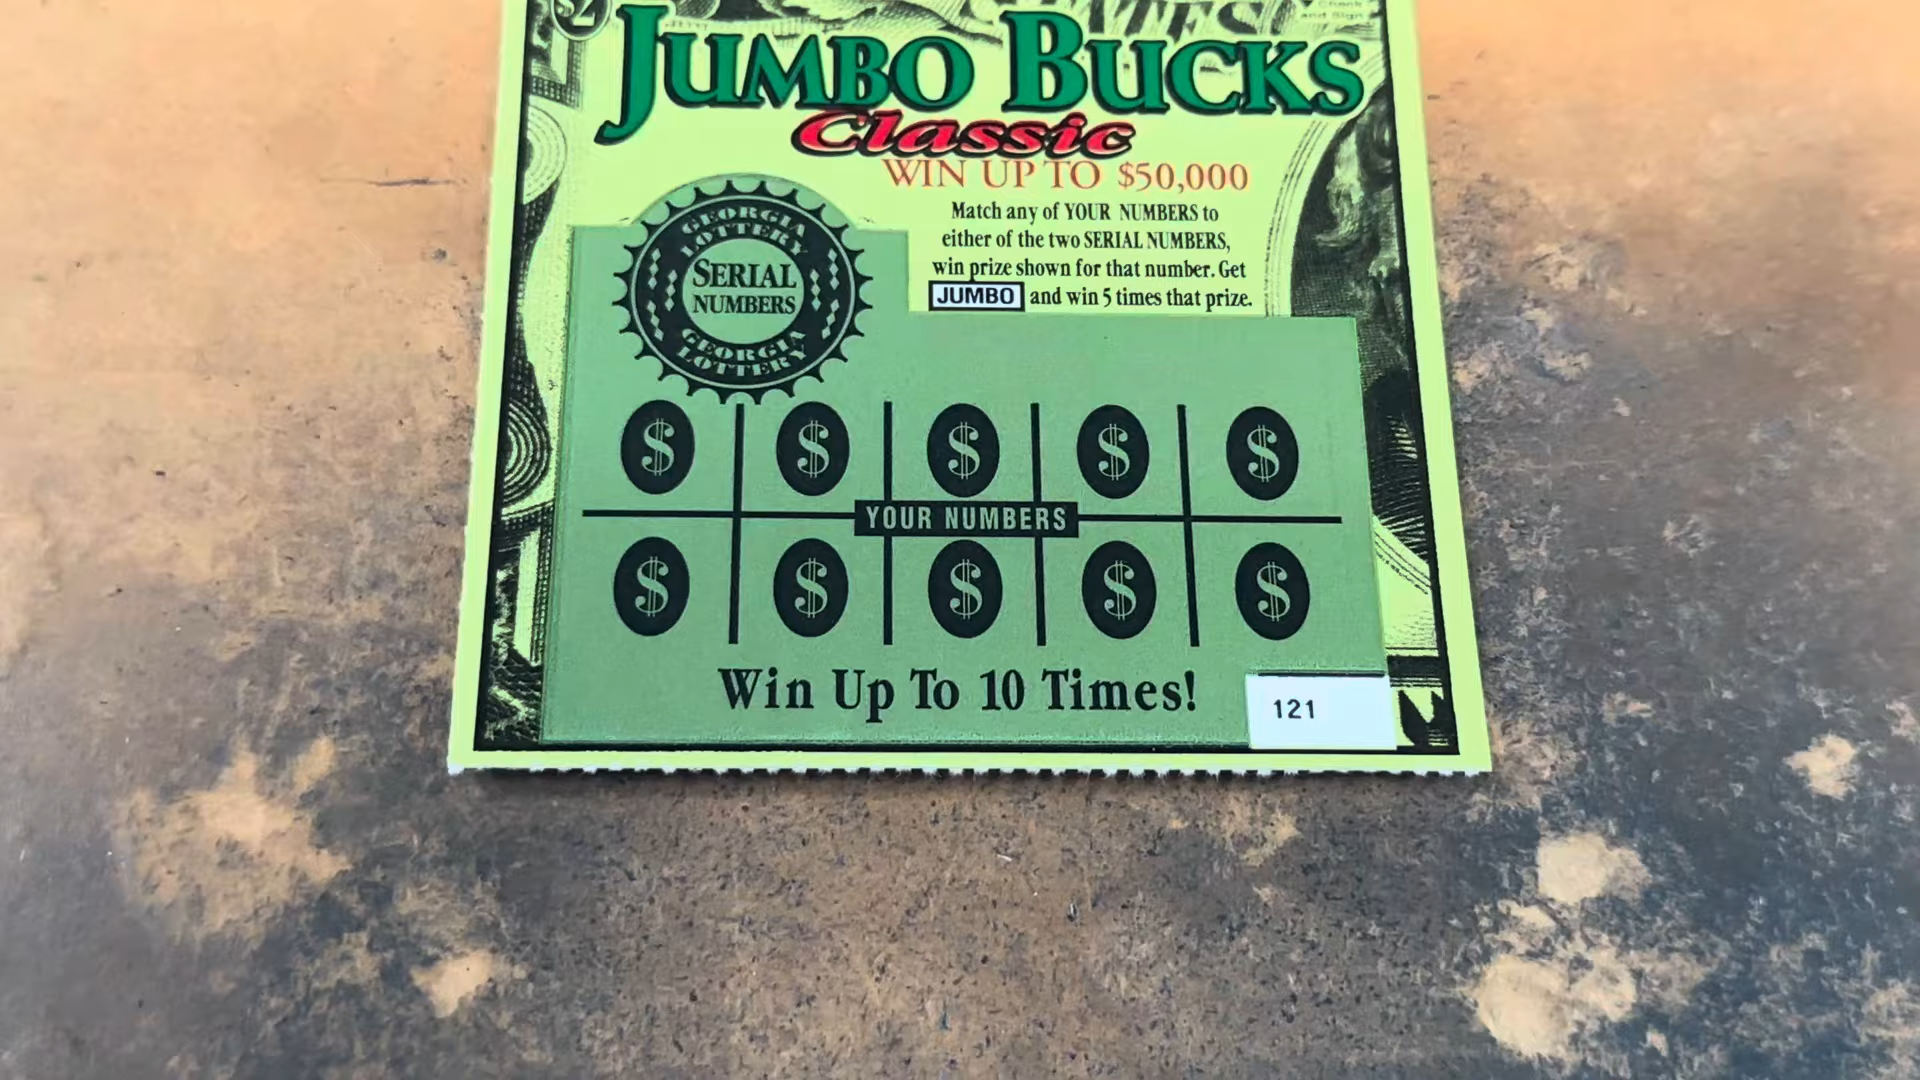 $2
JUMBO BUCKS
Classic
WIN UP TO $50,000
Match any of YOUR NUMBERS to
either of the two SERIAL NUMBERS,
win prize shown for that number. Get
JUMBO and win 5 times that prize.
GEORGIA
LOTTERY
SERIAL
NUMBERS
GEORGIA
LOTTERY
$ $ $ $ $
YOUR NUMBERS
$ $ $ $ $
Win Up To 10 Times!
121